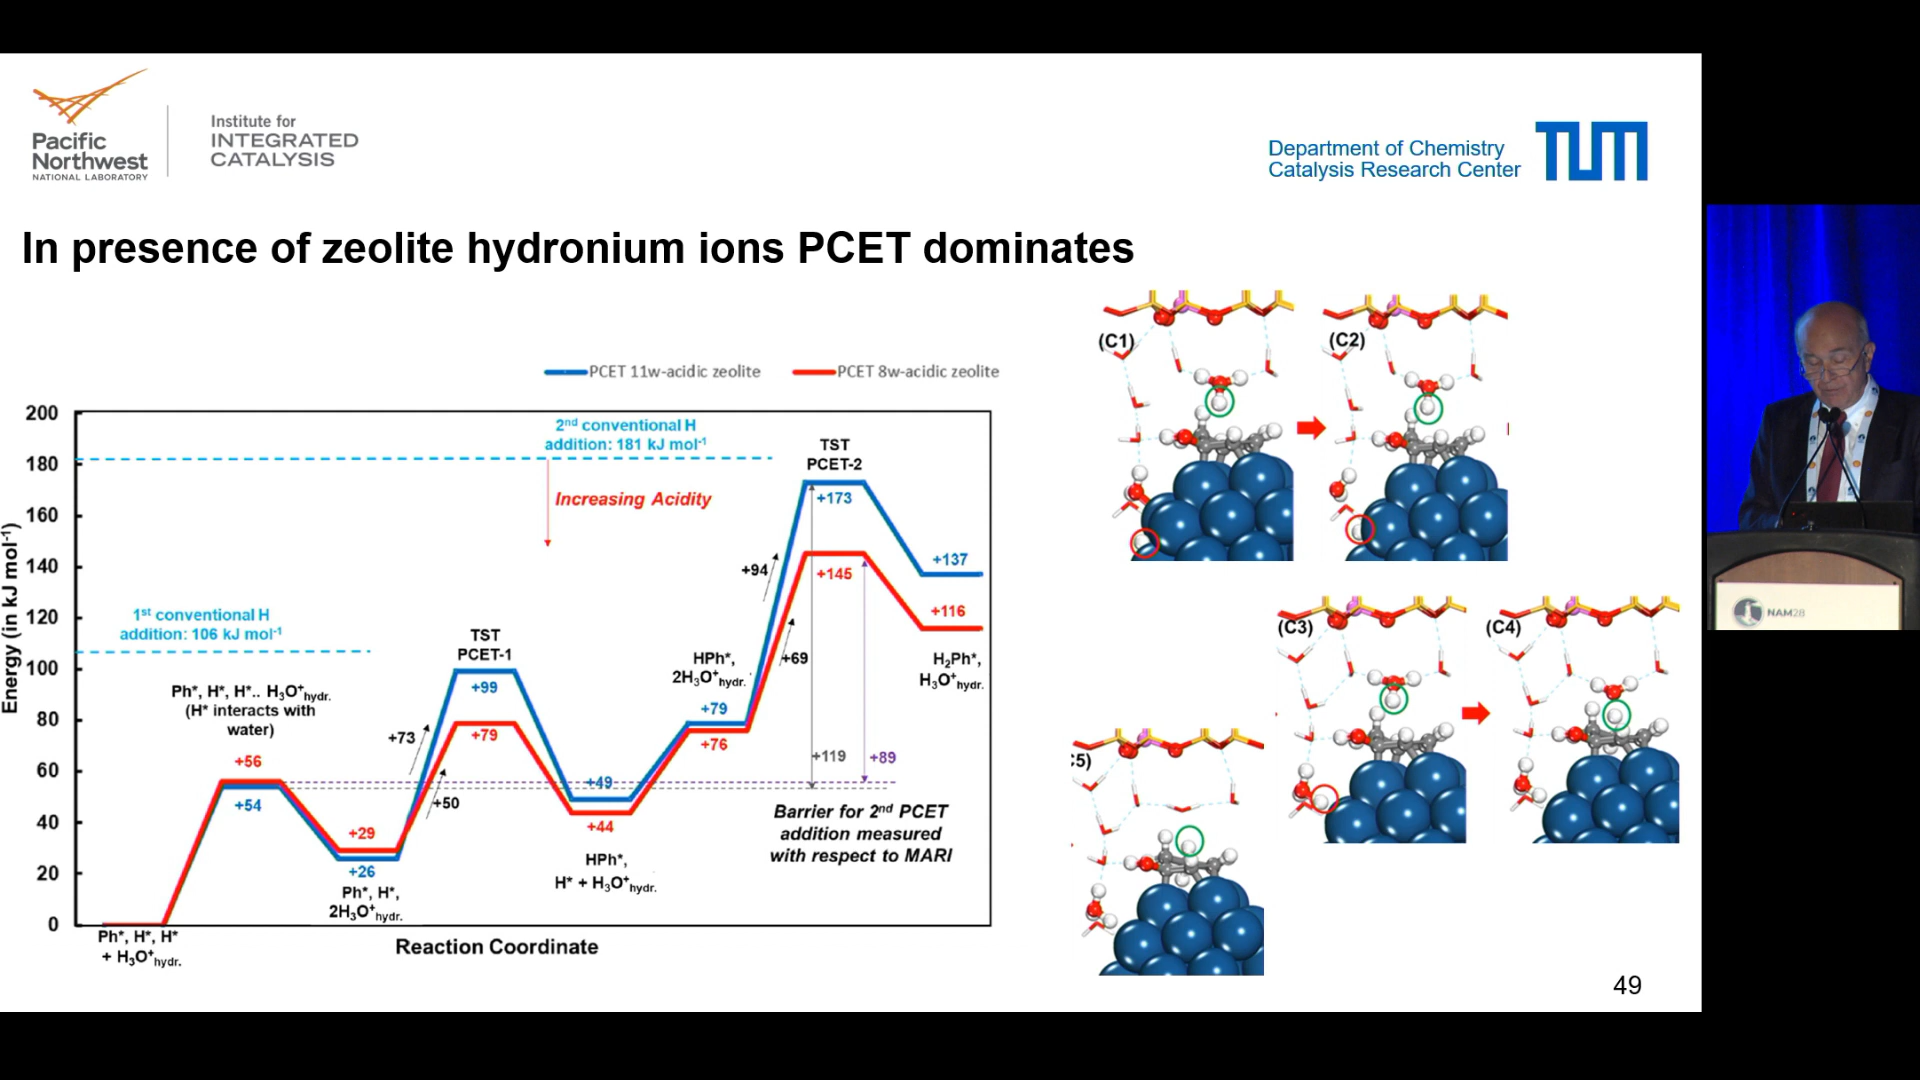 Pacific
Northwest
NATIONAL LABORATORY
Institute for
INTEGRATED
CATALYSIS
Department of Chemistry
Catalysis Research Center
TUM
In presence of zeolite hydronium ions PCET dominates
PCET 11w-acidic zeolite
PCET 8w-acidic zeolite
Energy (in kJ mol⁻¹)
200
180
160
140
120
100
80
60
40
20
0
2nd conventional H
addition: 181 kJ mol⁻¹
Increasing Acidity
1st conventional H
addition: 106 kJ mol⁻¹
Ph*, H*, H*.. H₃O⁺hydr.
(H* interacts with
water)
+56
+54
+29
+26
Ph*, H*,
2H₃O⁺hydr.
Ph*, H*, H*
+ H₃O⁺hydr.
+73
+50
TST
PCET-1
+99
+79
+49
+44
HPh*,
H* + H₃O⁺hydr.
HPh*,
2H₃O⁺hydr.
+79
+76
+94
+69
TST
PCET-2
+173
+145
+119
+89
Barrier for 2nd PCET
addition measured
with respect to MARI
+137
+116
H₂Ph*,
H₃O⁺hydr.
Reaction Coordinate
(C1)
(C2)
(C3)
(C4)
C5)
49
NAM28